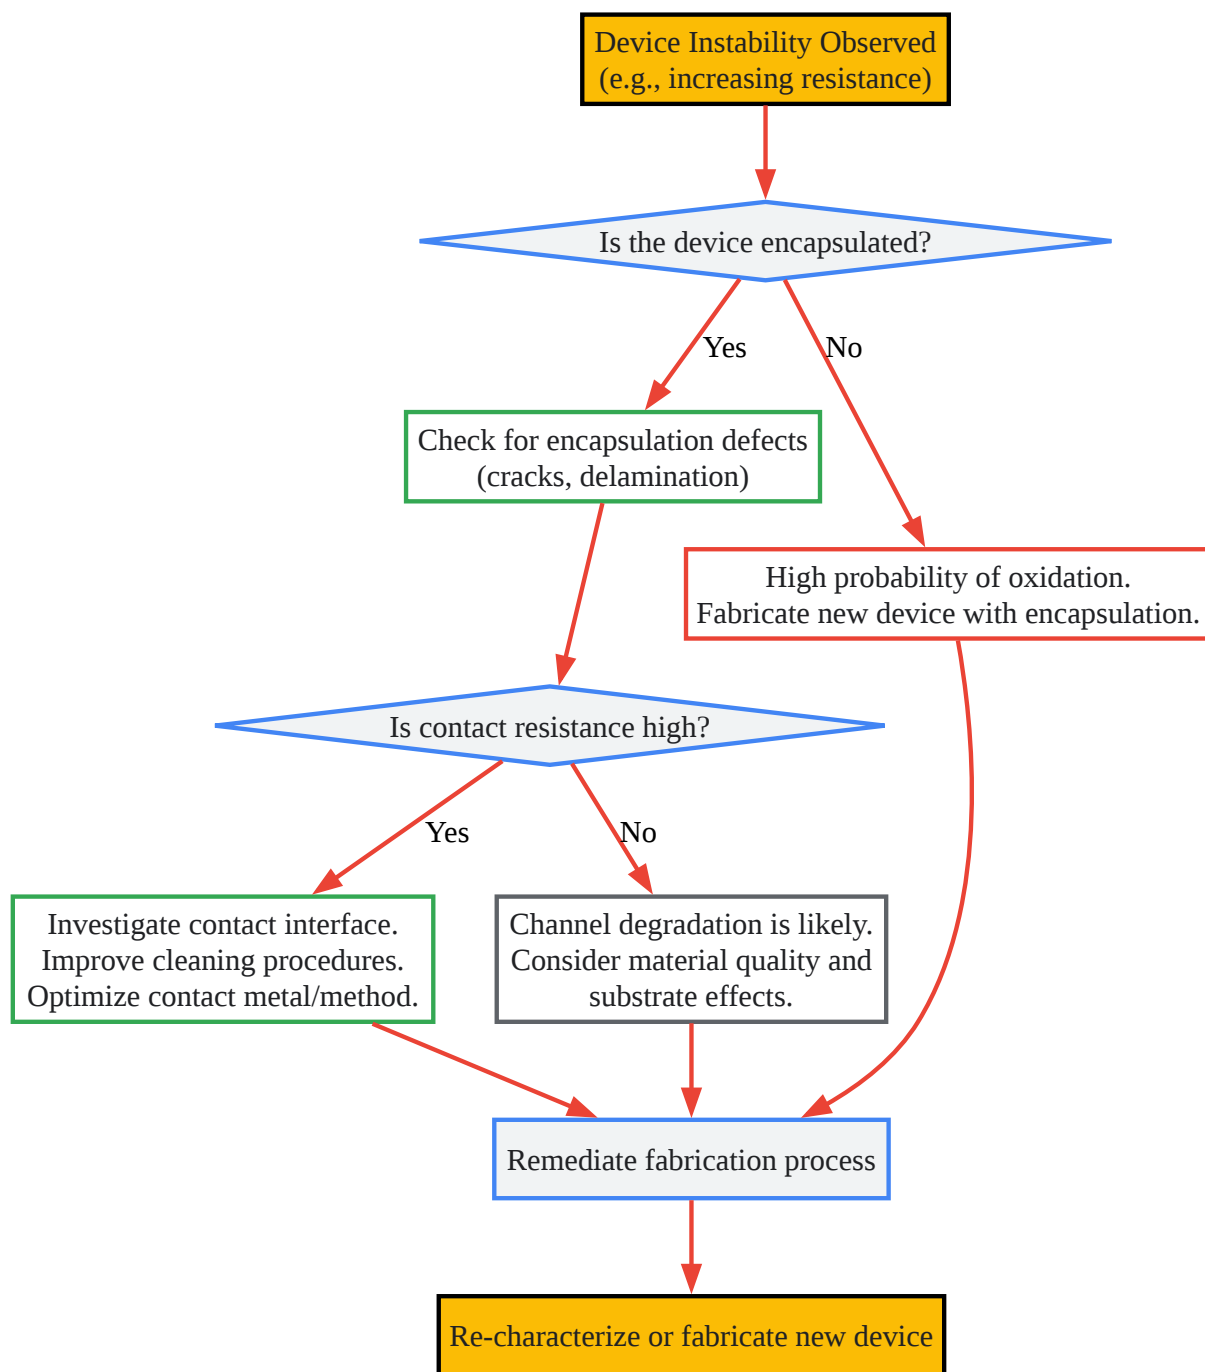 Device Instability Observed
(e.g., increasing resistance)
Is the device encapsulated?
Yes
No
Check for encapsulation defects
(cracks, delamination)
High probability of oxidation.
Fabricate new device with encapsulation.
Is contact resistance high?
Yes
No
Investigate contact interface.
Improve cleaning procedures.
Optimize contact metal/method.
Channel degradation is likely.
Consider material quality and
substrate effects.
Remediate fabrication process
Re-characterize or fabricate new device